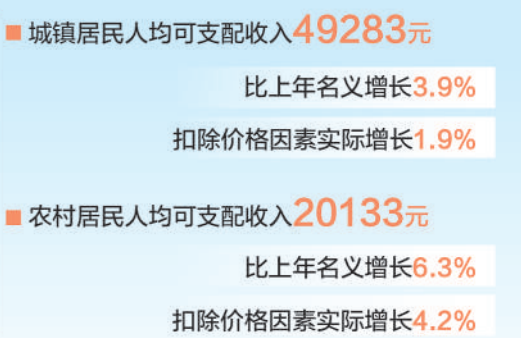 城镇居民人均可支配收入49283元
比上年名义增长3.9%
扣除价格因素实际增长1.9%
农村居民人均可支配收入20133元
比上年名义增长6.3%
扣除价格因素实际增长4.2%